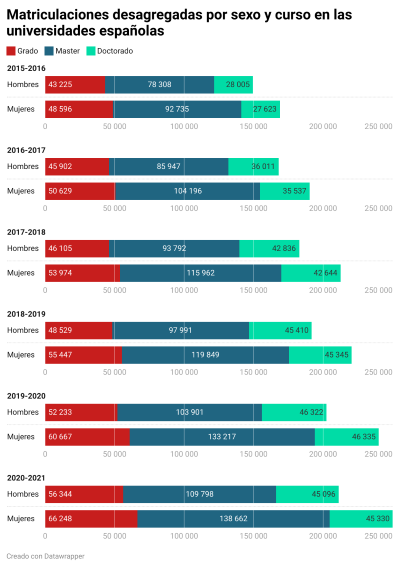 Matriculaciones desagregadas por sexo y curso en las
universidades españolas
Grado Master Doctorado
2015-2016
Hombres 43 225 78 308 28 005
Mujeres 48 596 92 735 27 623
0 50 000 100 000 150 000 200 000 250 000
2016-2017
Hombres 45 902 85 947 36 011
Mujeres 50 629 104 196 35 537
0 50 000 100 000 150 000 200 000 250 000
2017-2018
Hombres 46 105 93 792 42 836
Mujeres 53 974 115 962 42 644
0 50 000 100 000 150 000 200 000 250 000
2018-2019
Hombres 48 529 97 991 45 410
Mujeres 55 447 119 849 45 345
0 50 000 100 000 150 000 200 000 250 000
2019-2020
Hombres 52 233 103 901 46 322
Mujeres 60 667 133 217 46 335
0 50 000 100 000 150 000 200 000 250 000
2020-2021
Hombres 56 344 109 798 45 096
Mujeres 66 248 138 662 45 330
0 50 000 100 000 150 000 200 000 250 000
Creado con Datawrapper